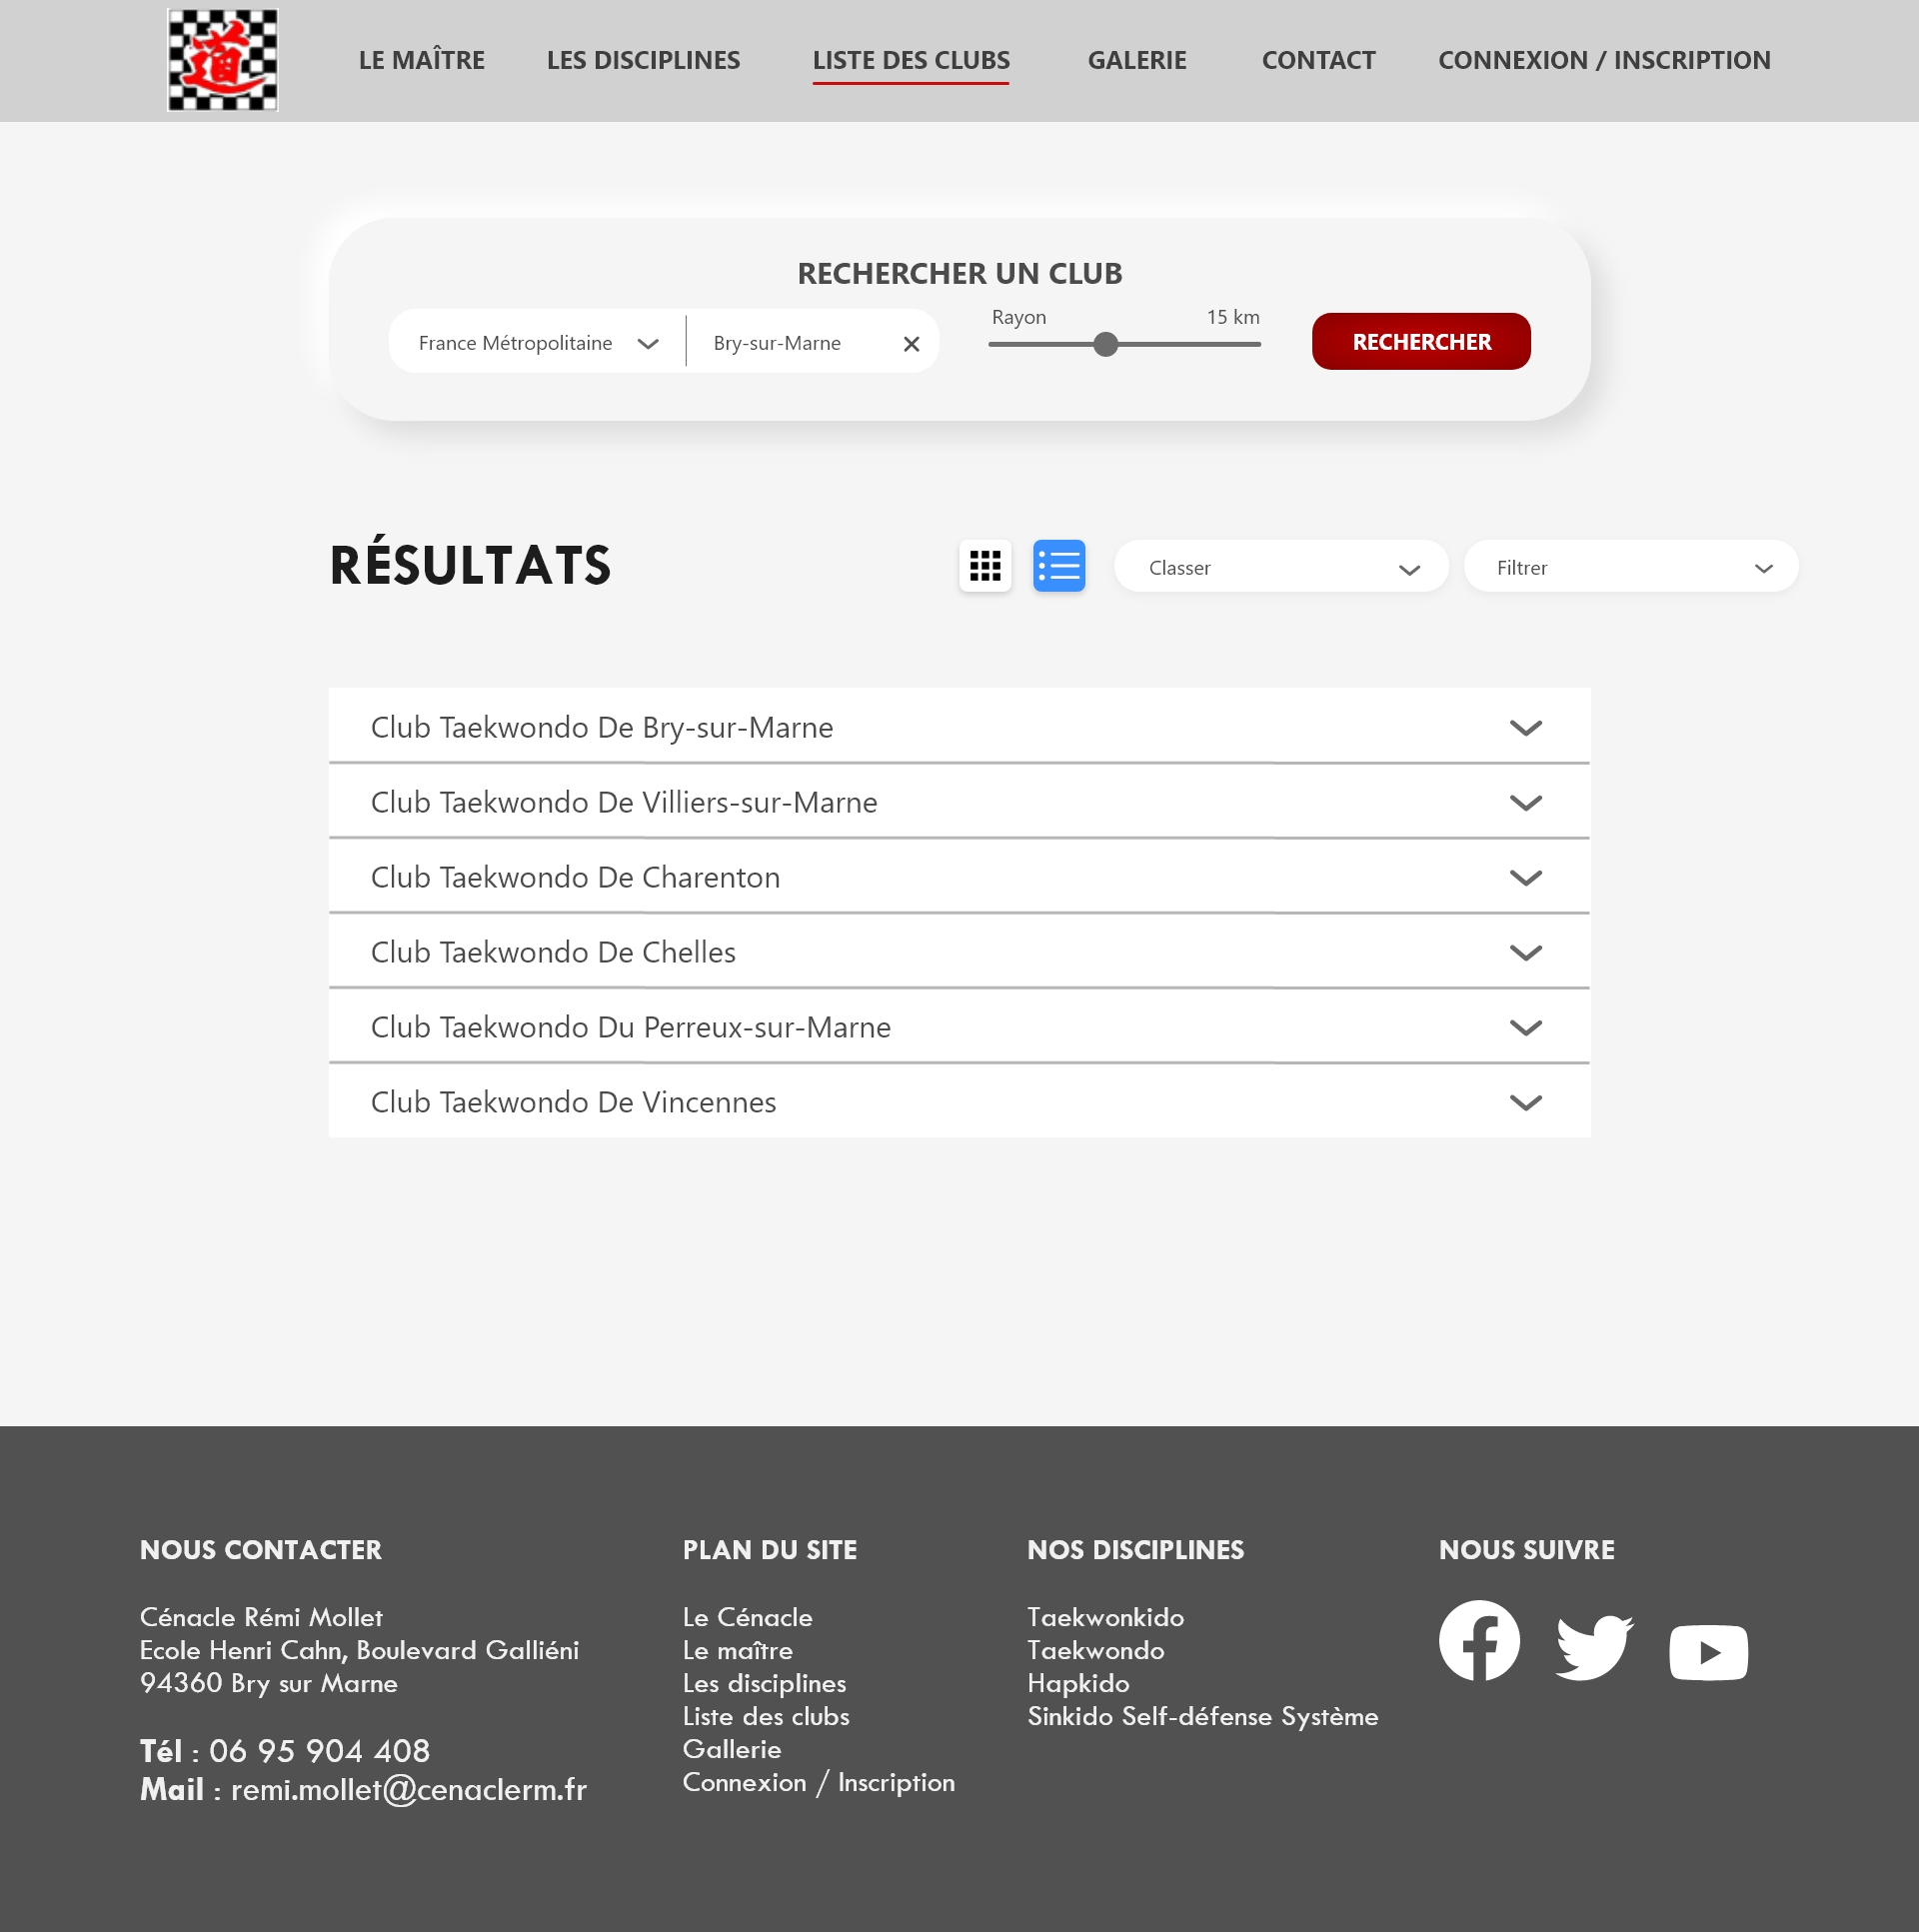 道
LE MAÎTRE
LES DISCIPLINES
LISTE DES CLUBS
GALERIE
CONTACT
CONNEXION / INSCRIPTION
RECHERCHER UN CLUB
France Métropolitaine
Bry-sur-Marne
Rayon
15 km
RECHERCHER
RÉSULTATS
Classer
Filtrer
Club Taekwondo De Bry-sur-Marne
Club Taekwondo De Villiers-sur-Marne
Club Taekwondo De Charenton
Club Taekwondo De Chelles
Club Taekwondo Du Perreux-sur-Marne
Club Taekwondo De Vincennes
NOUS CONTACTER
Cénacle Rémi Mollet
Ecole Henri Cahn, Boulevard Galliéni
94360 Bry sur Marne
Tél : 06 95 904 408
Mail : remi.mollet@cenaclerm.fr
PLAN DU SITE
Le Cénacle
Le maître
Les disciplines
Liste des clubs
Gallerie
Connexion / Inscription
NOS DISCIPLINES
Taekwonkido
Taekwondo
Hapkido
Sinkido Self-défense Système
NOUS SUIVRE